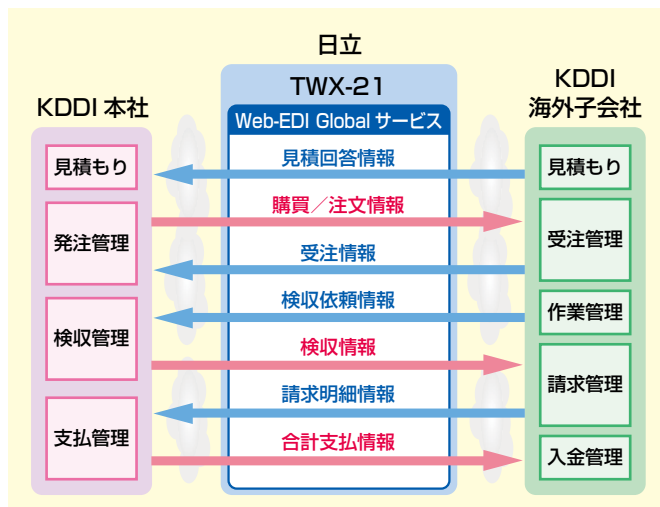 日立
TWX-21
Web-EDI Global サービス
KDDI 本社
見積もり
発注管理
検収管理
支払管理
見積回答情報
購買／注文情報
受注情報
検収依頼情報
検収情報
請求明細情報
合計支払情報
KDDI
海外子会社
見積もり
受注管理
作業管理
請求管理
入金管理